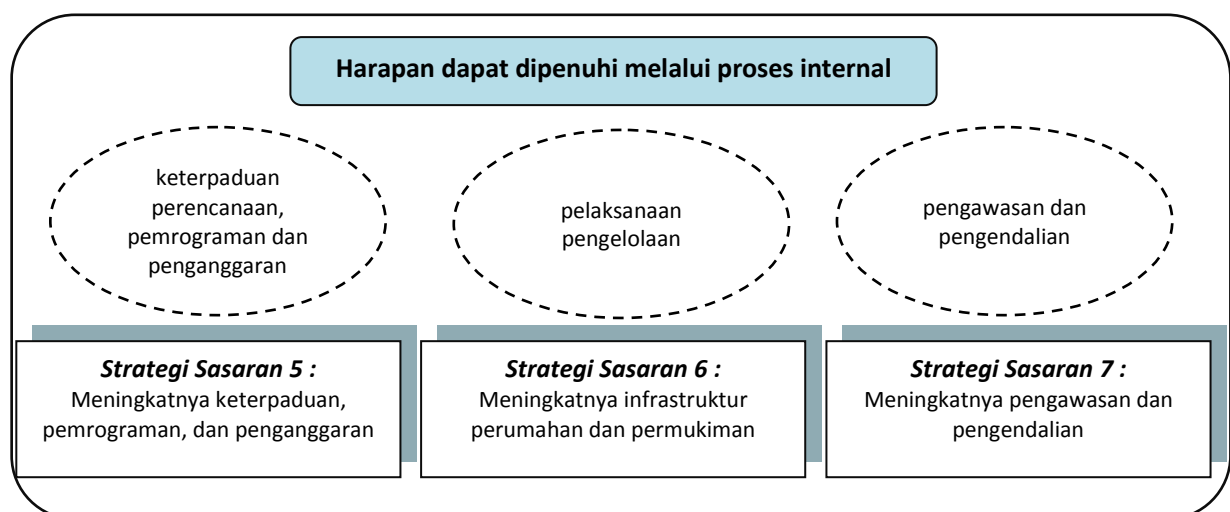 Harapan dapat dipenuhi melalui proses internal
keterpaduan
perencanaan,
pemrograman dan
penganggaran
pelaksanaan
pengelolaan
pengawasan dan
pengendalian
Strategi Sasaran 5 :
Meningkatnya keterpaduan,
pemrograman, dan penganggaran
Strategi Sasaran 6 :
Meningkatnya infrastruktur
perumahan dan permukiman
Strategi Sasaran 7 :
Meningkatnya pengawasan dan
pengendalian